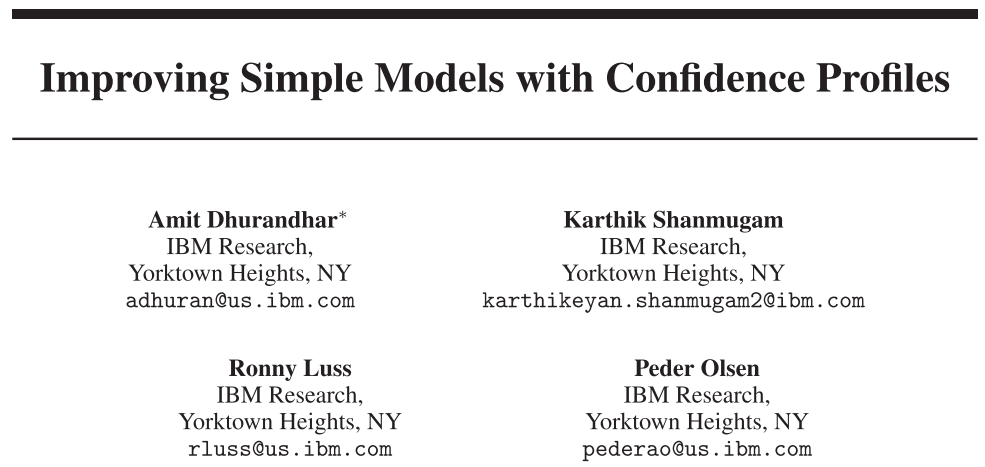 Improving Simple Models with Confidence Profiles
Amit Dhurandhar*
IBM Research,
Yorktown Heights, NY
adhuran@us.ibm.com
Karthik Shanmugam
IBM Research,
Yorktown Heights, NY
karthikeyan.shanmugam2@ibm.com
Ronny Luss
IBM Research,
Yorktown Heights, NY
rluss@us.ibm.com
Peder Olsen
IBM Research,
Yorktown Heights, NY
pederao@us.ibm.com